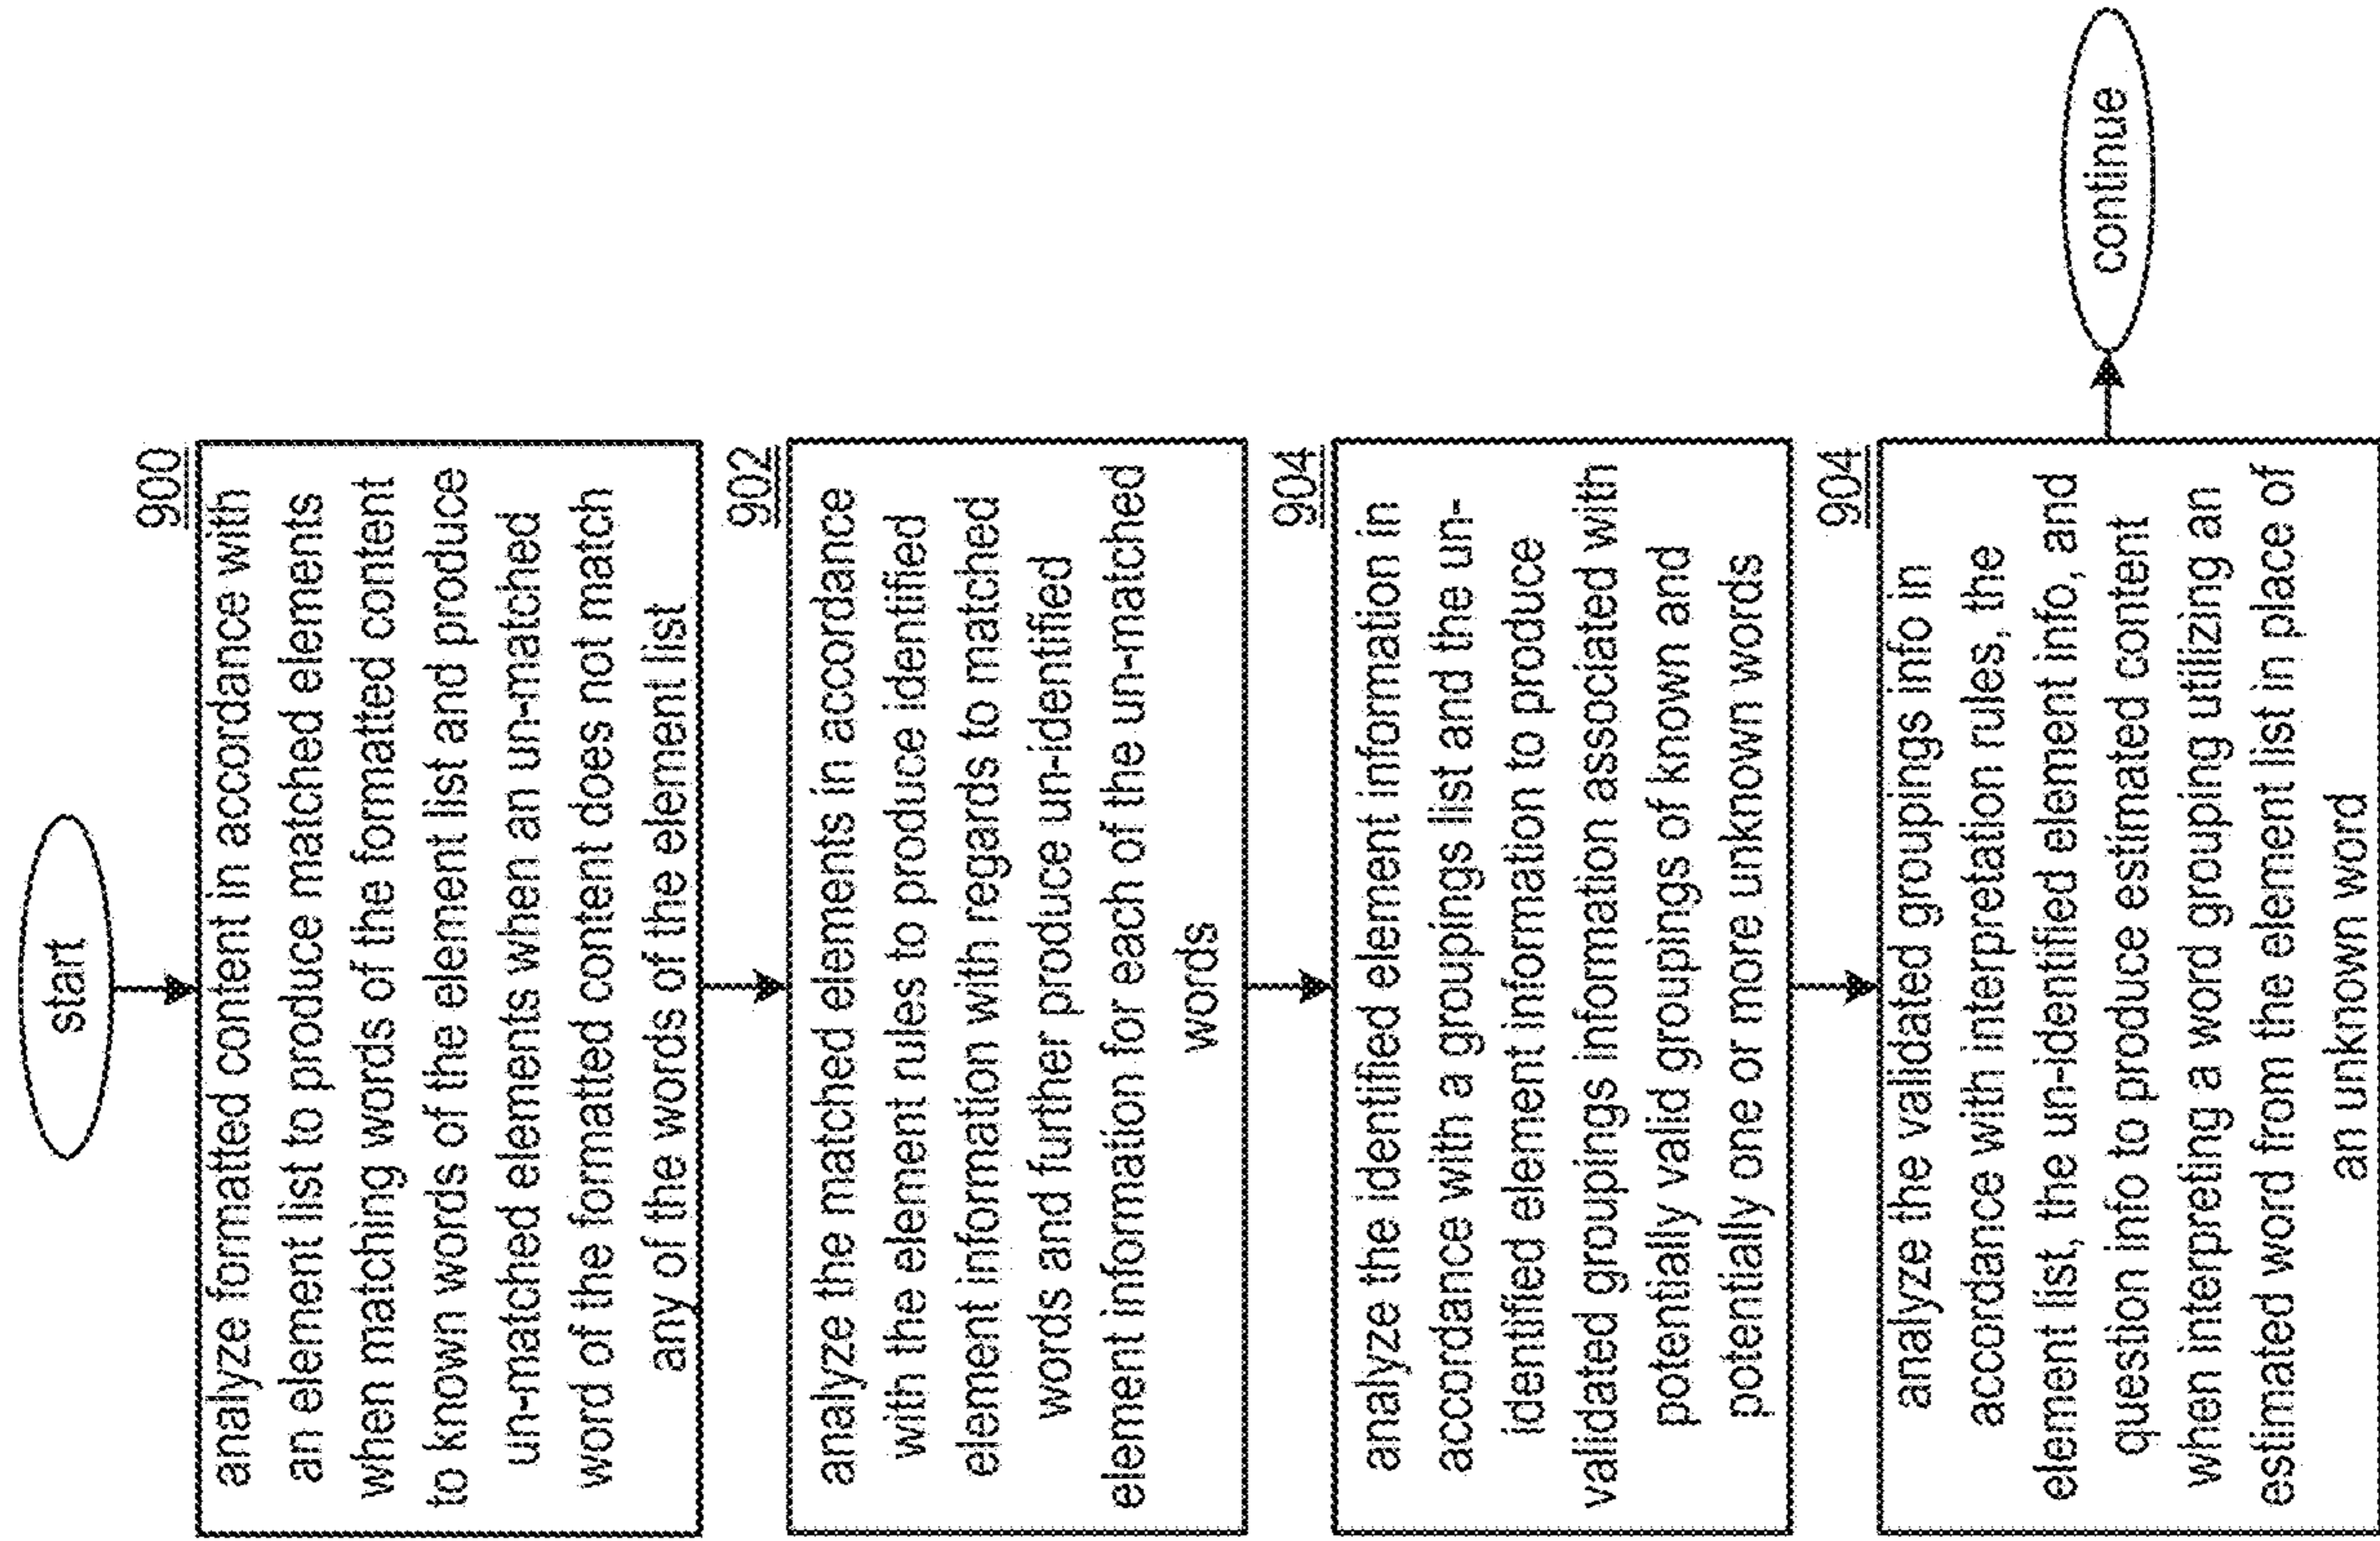 start
900
analyze formatted content in accordance with
an element list to produce matched elements
when matching words of the formatted content
to known words of the element list and produce
un-matched elements when an un-matched
word of the formatted content does not match
any of the words of the element list
902
analyze the matched elements in accordance
with the element rules to produce identified
element information with regards to matched
words and further produce un-identified
element information for each of the un-matched
words
904
analyze the identified element information in
accordance with a groupings list and the un-
identified element information to produce
validated groupings information associated with
potentially valid groupings of known and
potentially one or more unknown words
904
analyze the validated groupings info in
accordance with interpretation rules, the
element list, the un-identified element info, and
question info to produce estimated content
when interpreting a word grouping utilizing an
estimated word from the element list in place of
an unknown word
continue